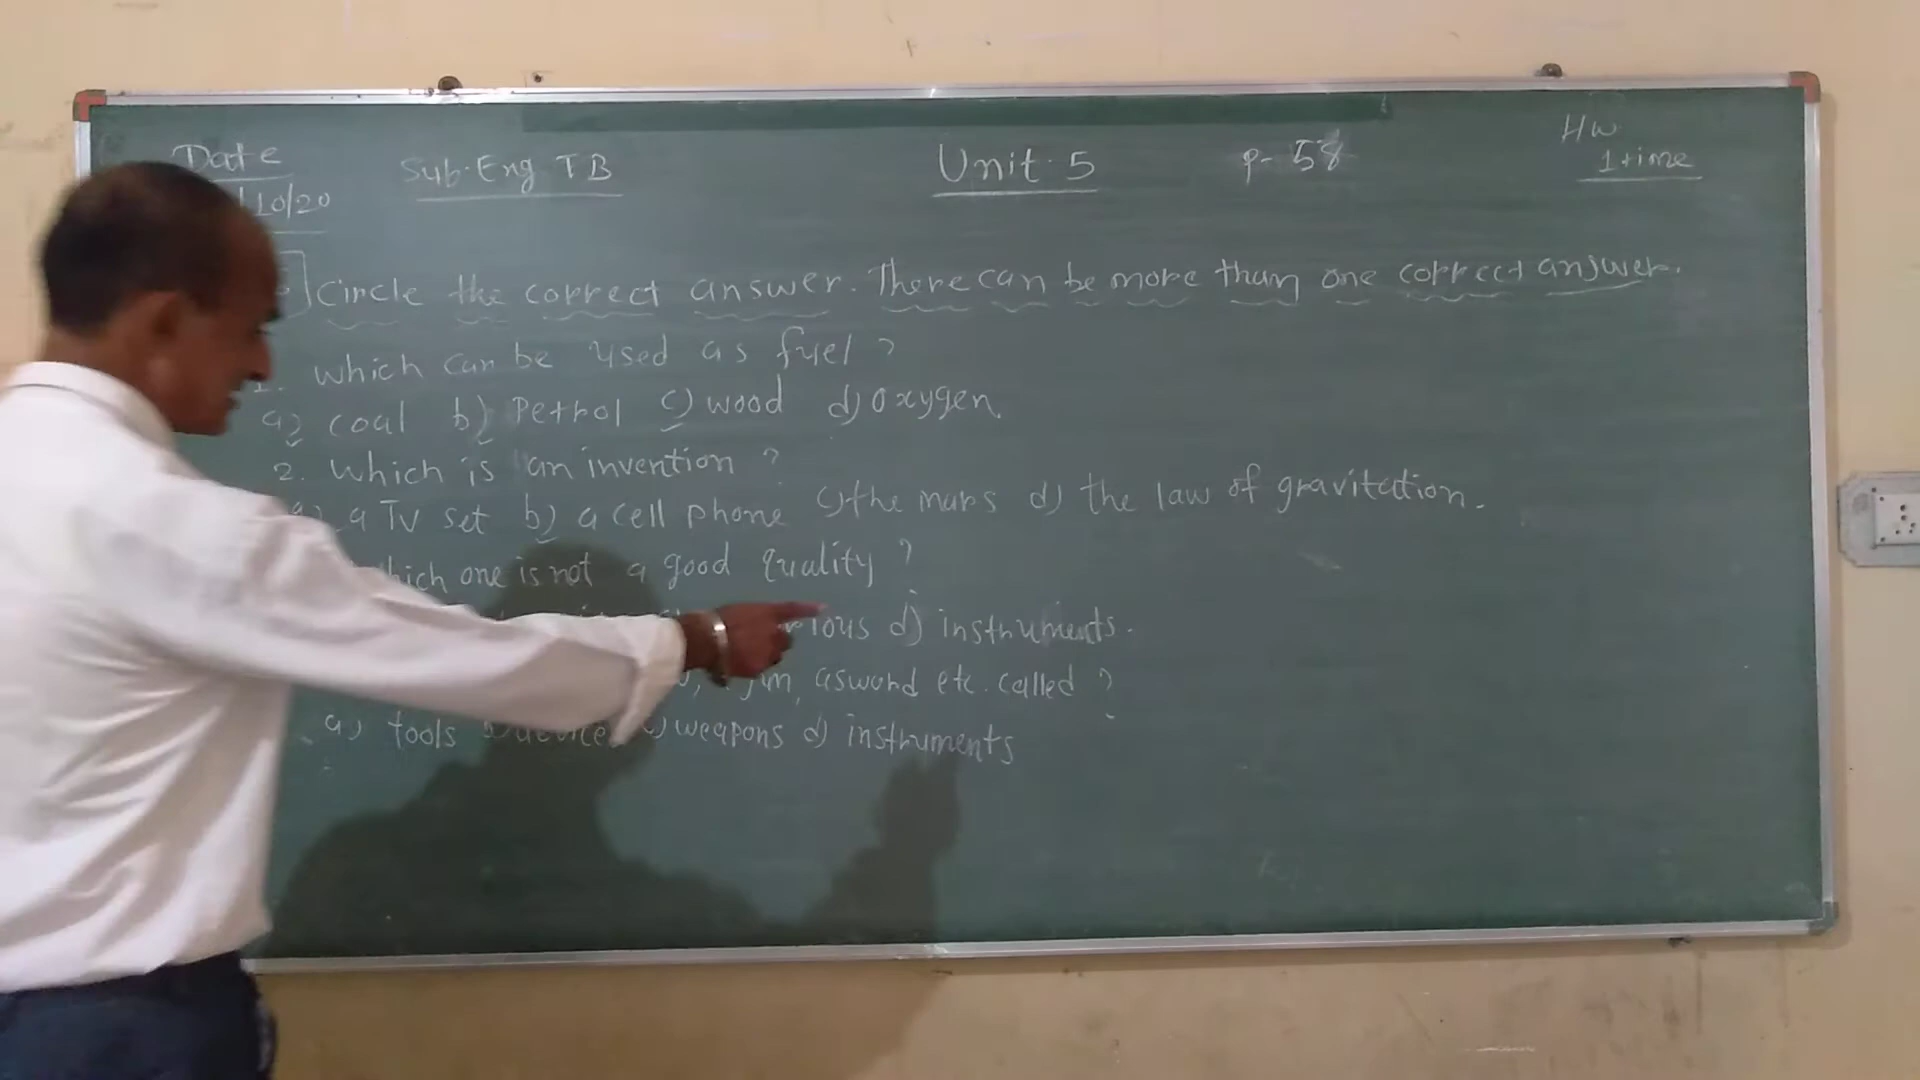 Date Sub. Eng TB Unit. 5 p- 58 HW
10/20 1 time
Circle the correct answer. There can be more than one correct answer.
1. which can be used as fuel ?
a) coal b) Petrol c) wood d) oxygen.
2. which is an invention ?
a) a TV set b) a cell phone c) the mars d) the law of gravitation.
one is not a good quality ?
d) instruments.
asword etc. called ?
a) tools c) weapons d) instruments